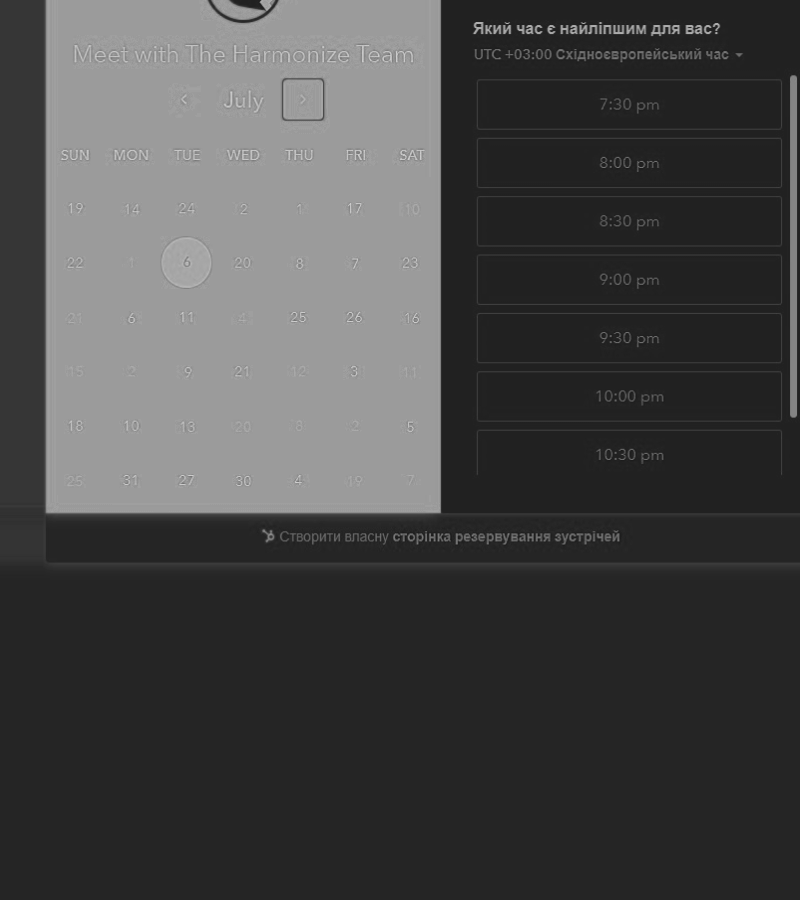 Meet with The Harmonize Team
July
SUN MON TUE WED THU FRI SAT
19 14 24 2 1 17 10
22 1 6 20 8 7 23
21 6 11 4 25 26 16
15 2 9 21 12 3 11
18 10 13 20 8 2 5
25 31 27 30 4 19 7
Який час є найліпшим для вас?
UTC +03:00 Східноєвропейський час
7:30 pm
8:00 pm
8:30 pm
9:00 pm
9:30 pm
10:00 pm
10:30 pm
Створити власну сторінка резервування зустрічей